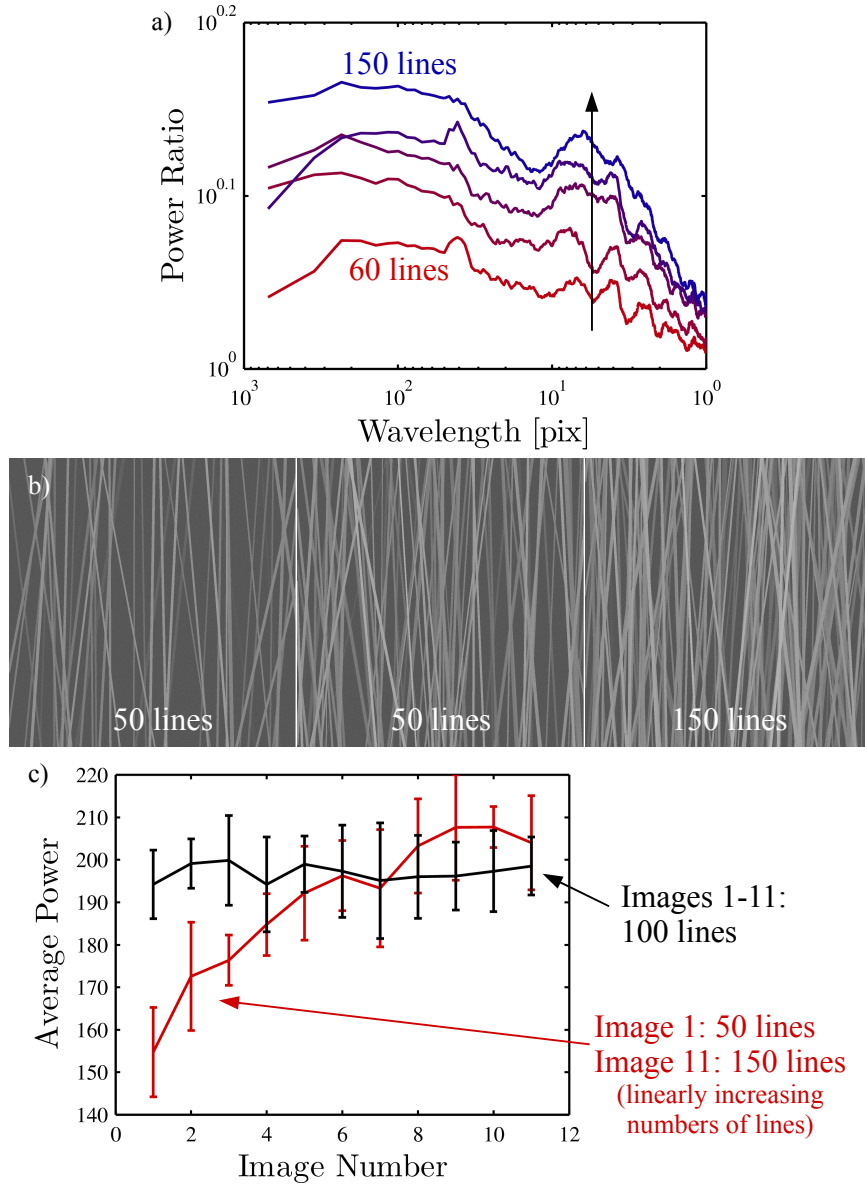 a)
10^0.2
150 lines
Power Ratio
10^0.1
60 lines
10^0
10^3
10^2
10^1
10^0
Wavelength [pix]
b)
50 lines
50 lines
150 lines
c)
220
210
200
190
180
170
160
150
140
Average Power
Images 1-11:
100 lines
Image 1: 50 lines
Image 11: 150 lines
(linearly increasing
numbers of lines)
0
2
4
6
8
10
12
Image Number